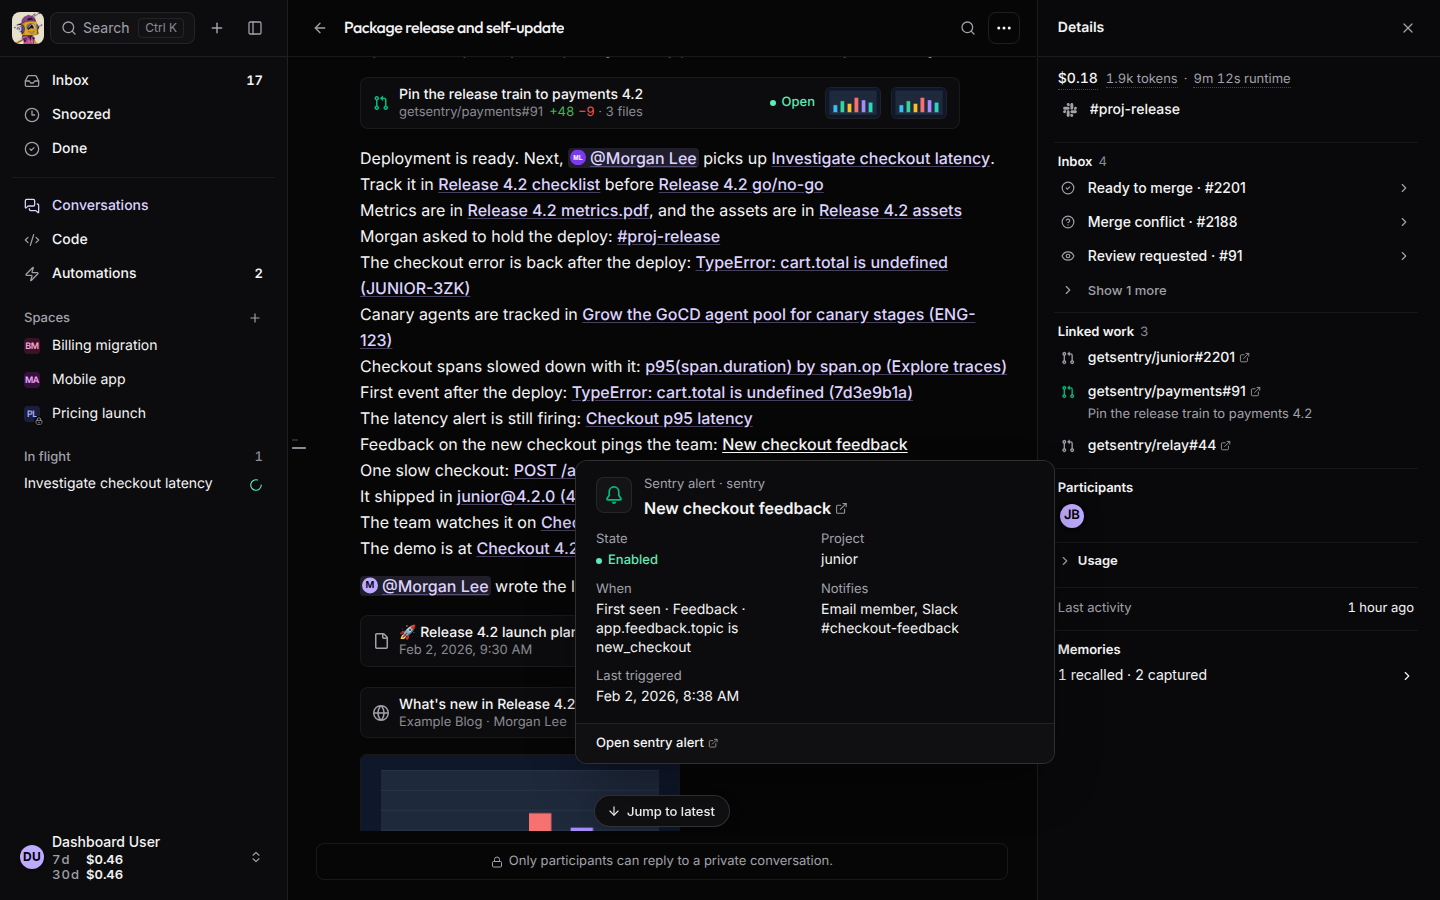 Search Ctrl K
Inbox 17
Snoozed
Done
Conversations
Code
Automations 2
Spaces
BM Billing migration
MA Mobile app
PL Pricing launch
In flight 1
Investigate checkout latency
DU Dashboard User
7d $0.46
30d $0.46
Package release and self-update
Pin the release train to payments 4.2
getsentry/payments#91 +48 −9 · 3 files
Open
Deployment is ready. Next, ML @Morgan Lee picks up Investigate checkout latency.
Track it in Release 4.2 checklist before Release 4.2 go/no-go
Metrics are in Release 4.2 metrics.pdf, and the assets are in Release 4.2 assets
Morgan asked to hold the deploy: #proj-release
The checkout error is back after the deploy: TypeError: cart.total is undefined
(JUNIOR-3ZK)
Canary agents are tracked in Grow the GoCD agent pool for canary stages (ENG-
123)
Checkout spans slowed down with it: p95(span.duration) by span.op (Explore traces)
First event after the deploy: TypeError: cart.total is undefined (7d3e9b1a)
The latency alert is still firing: Checkout p95 latency
Feedback on the new checkout pings the team: New checkout feedback
One slow checkout: POST /a
It shipped in junior@4.2.0 (4
The team watches it on Chec
The demo is at Checkout 4.2
M @Morgan Lee wrote the l
🚀 Release 4.2 launch plan
Feb 2, 2026, 9:30 AM
What's new in Release 4.2
Example Blog · Morgan Lee
Sentry alert · sentry
New checkout feedback
State
Enabled
Project
junior
When
First seen · Feedback ·
app.feedback.topic is
new_checkout
Notifies
Email member, Slack
#checkout-feedback
Last triggered
Feb 2, 2026, 8:38 AM
Open sentry alert
Jump to latest
Only participants can reply to a private conversation.
Details
$0.18 1.9k tokens · 9m 12s runtime
#proj-release
Inbox 4
Ready to merge · #2201
Merge conflict · #2188
Review requested · #91
Show 1 more
Linked work 3
getsentry/junior#2201
getsentry/payments#91
Pin the release train to payments 4.2
getsentry/relay#44
Participants
JB
Usage
Last activity 1 hour ago
Memories
1 recalled · 2 captured